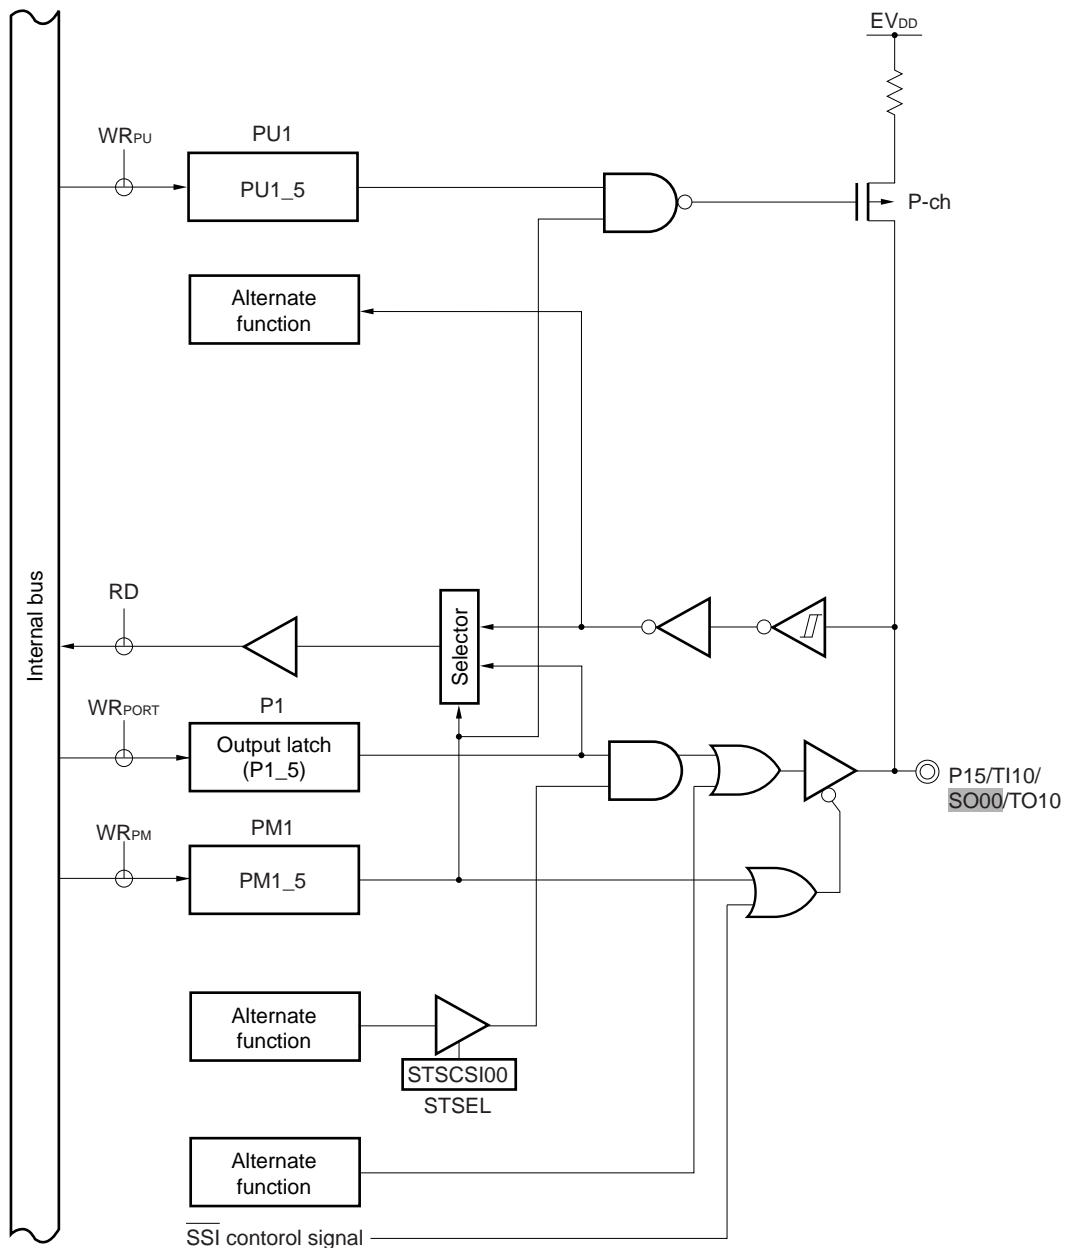 EVDD
WRPU
PU1
PU1_5
P-ch
Alternate
function
Internal bus
RD
Selector
WRPORT
P1
Output latch
(P1_5)
P15/TI10/
SO00/TO10
WRPM
PM1
PM1_5
Alternate
function
STSCSI00
STSEL
Alternate
function
SSI contorol signal